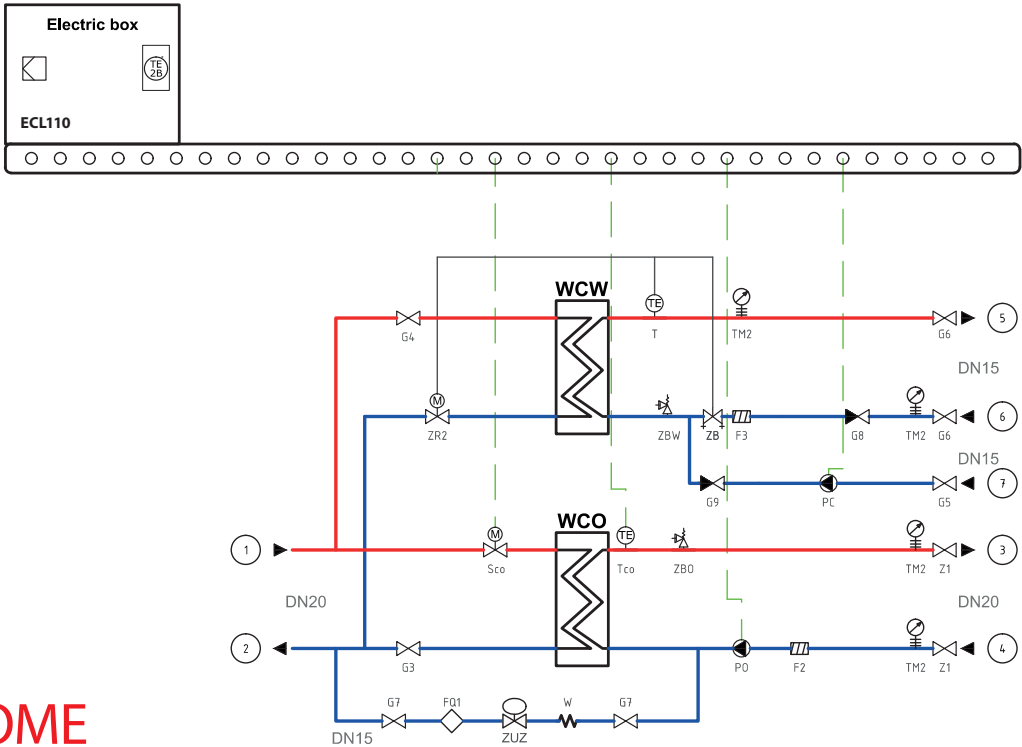 Electric box
TE
2B
ECL110
WCW
TE
G4
T
TM2
G6
5
DN15
M
ZR2
ZBW
ZB
F3
G8
TM2
G6
6
DN15
G9
PC
G5
7
WCO
1
M
Sco
TE
Tco
ZBO
TM2
Z1
3
DN20
DN20
2
G3
PO
F2
TM2
Z1
4
G7
FQ1
ZUZ
W
G7
DN15
OME